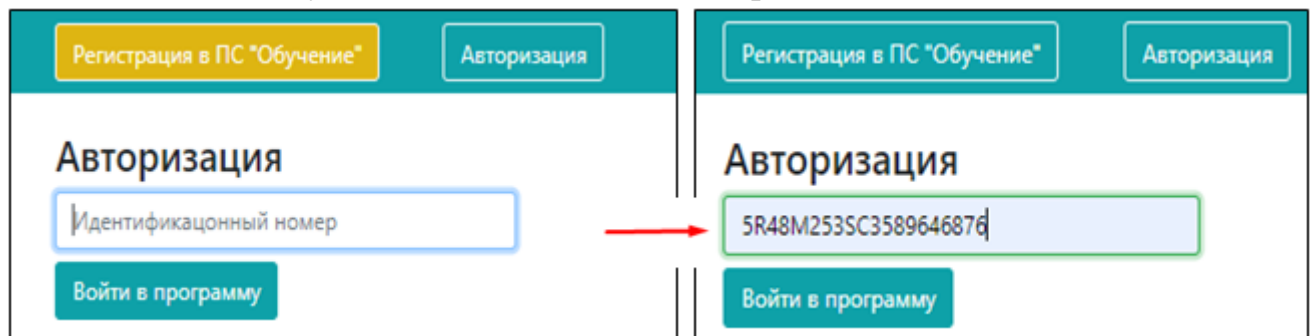 Регистрация в ПС "Обучение" Авторизация
Авторизация
Идентификацонный номер
Войти в программу
Регистрация в ПС "Обучение" Авторизация
Авторизация
5R48M253SC3589646876
Войти в программу